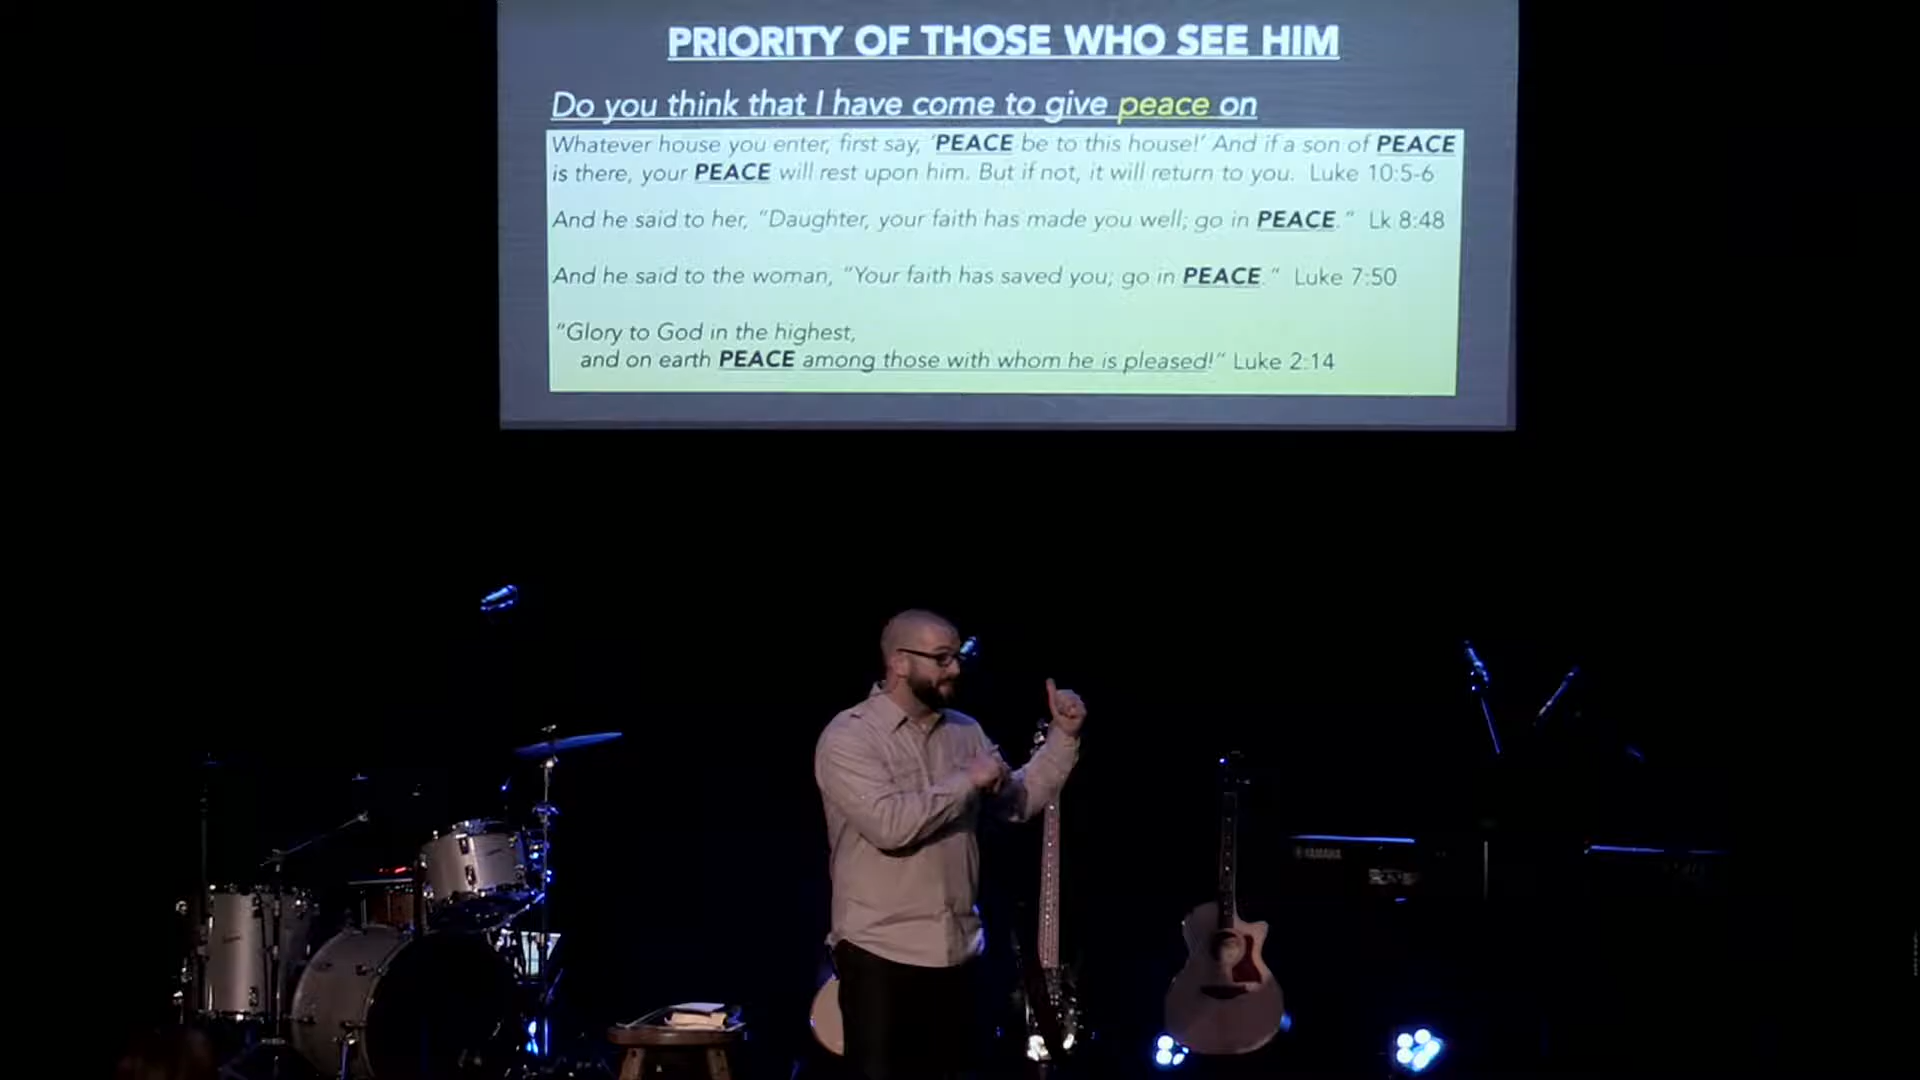 PRIORITY OF THOSE WHO SEE HIM
Do you think that I have come to give peace on
Whatever house you enter, first say, ‘PEACE be to this house!’ And if a son of PEACE
is there, your PEACE will rest upon him. But if not, it will return to you. Luke 10:5-6
And he said to her, “Daughter, your faith has made you well; go in PEACE.” Lk 8:48
And he said to the woman, “Your faith has saved you; go in PEACE.” Luke 7:50
“Glory to God in the highest,
and on earth PEACE among those with whom he is pleased!” Luke 2:14
YAMAHA